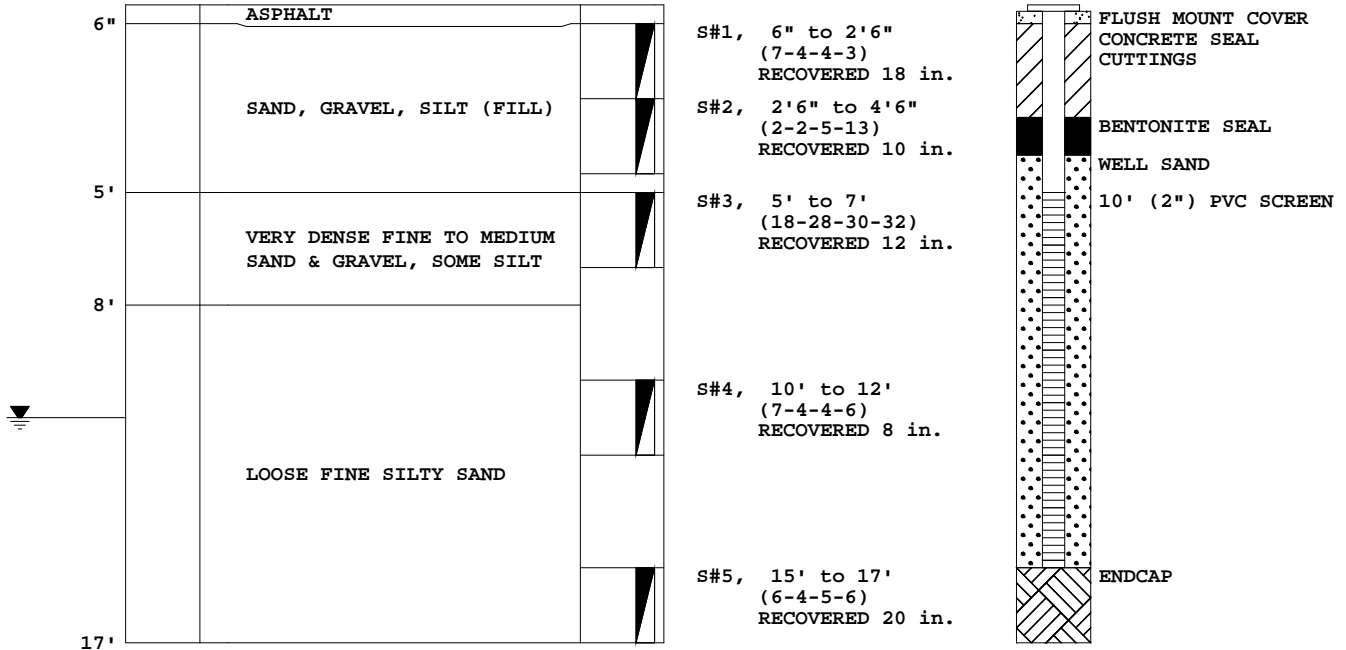 6"
ASPHALT
SAND, GRAVEL, SILT (FILL)
5'
VERY DENSE FINE TO MEDIUM
SAND & GRAVEL, SOME SILT
8'
LOOSE FINE SILTY SAND
17'
S#1, 6" to 2'6"
(7-4-4-3)
RECOVERED 18 in.
S#2, 2'6" to 4'6"
(2-2-5-13)
RECOVERED 10 in.
S#3, 5' to 7'
(18-28-30-32)
RECOVERED 12 in.
S#4, 10' to 12'
(7-4-4-6)
RECOVERED 8 in.
S#5, 15' to 17'
(6-4-5-6)
RECOVERED 20 in.
FLUSH MOUNT COVER
CONCRETE SEAL
CUTTINGS
BENTONITE SEAL
WELL SAND
10' (2") PVC SCREEN
ENDCAP